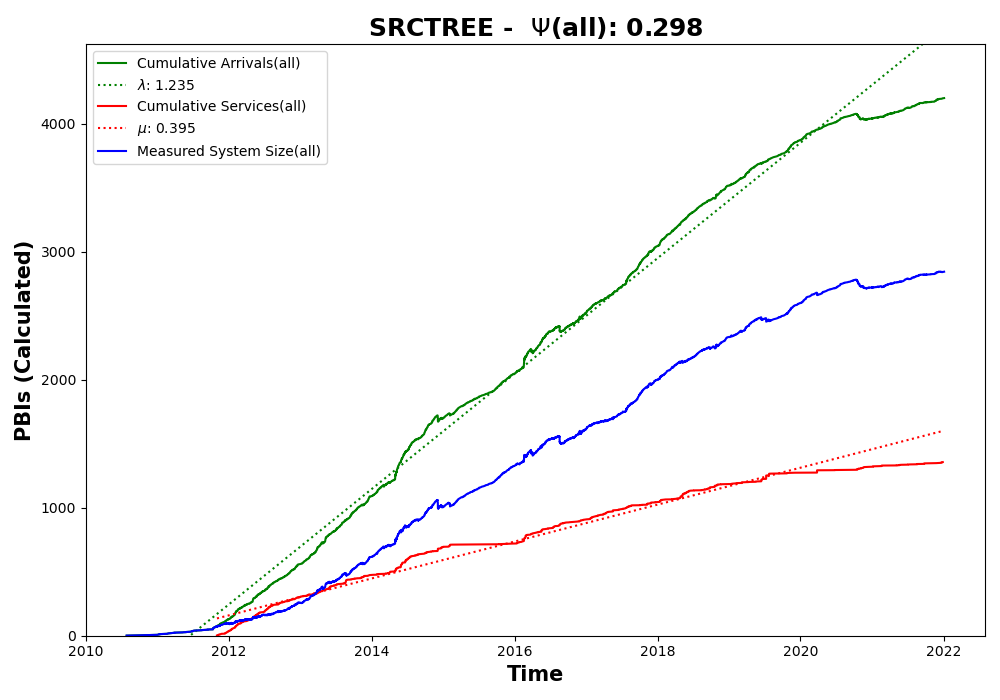 SRCTREE - Ψ(all): 0.298
Cumulative Arrivals(all)
λ: 1.235
Cumulative Services(all)
μ: 0.395
Measured System Size(all)
PBIs (Calculated)
4000
3000
2000
1000
0
2010 2012 2014 2016 2018 2020 2022
Time